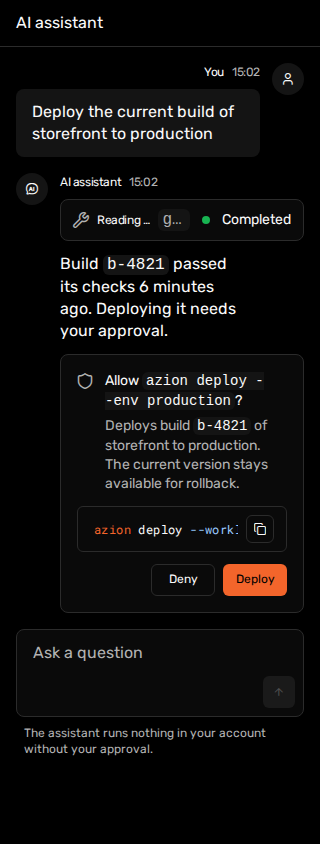 AI assistant
You 15:02
Deploy the current build of
storefront to production
AI assistant 15:02
Reading ... g... Completed
Build b-4821 passed
its checks 6 minutes
ago. Deploying it needs
your approval.
Allow azion deploy -
-env production?
Deploys build b-4821 of
storefront to production.
The current version stays
available for rollback.
azion deploy --workl
Deny Deploy
Ask a question
The assistant runs nothing in your account
without your approval.